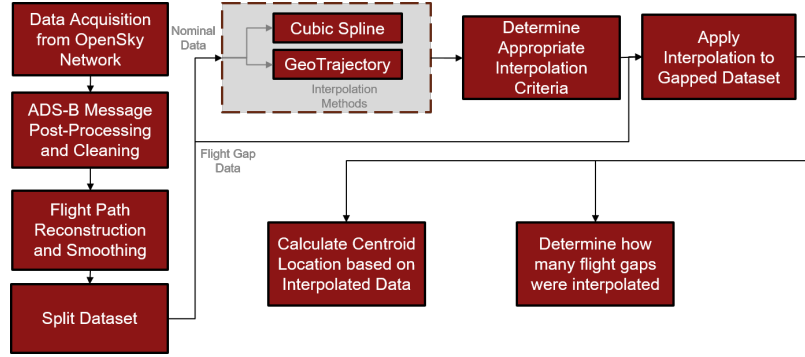 Data Acquisition
from OpenSky
Network
ADS-B Message
Post-Processing
and Cleaning
Flight Path
Reconstruction
and Smoothing
Split Dataset
Nominal
Data
Flight Gap
Data
Cubic Spline
GeoTrajectory
Interpolation
Methods
Determine
Appropriate
Interpolation
Criteria
Apply
Interpolation to
Gapped Dataset
Calculate Centroid
Location based on
Interpolated Data
Determine how
many flight gaps
were interpolated